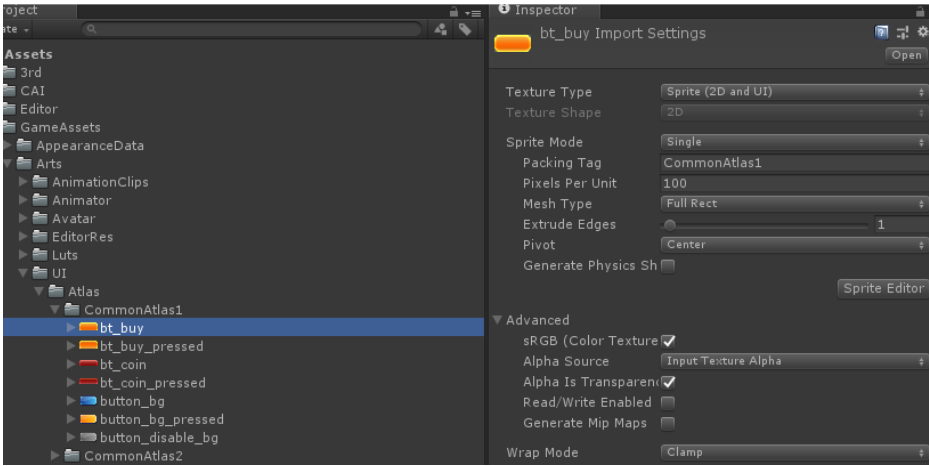 roject
ate
Assets
3rd
CAI
Editor
GameAssets
AppearanceData
Arts
AnimationClips
Animator
Avatar
EditorRes
Luts
UI
Atlas
CommonAtlas1
bt_buy
bt_buy_pressed
bt_coin
bt_coin_pressed
button_bg
button_bg_pressed
button_disable_bg
CommonAtlas2
Inspector
bt_buy Import Settings
Open
Texture Type Sprite (2D and UI)
Texture Shape 2D
Sprite Mode Single
Packing Tag CommonAtlas1
Pixels Per Unit 100
Mesh Type Full Rect
Extrude Edges 1
Pivot Center
Generate Physics Sh
Sprite Editor
Advanced
sRGB (Color Texture
Alpha Source Input Texture Alpha
Alpha Is Transparen
Read/Write Enabled
Generate Mip Maps
Wrap Mode Clamp